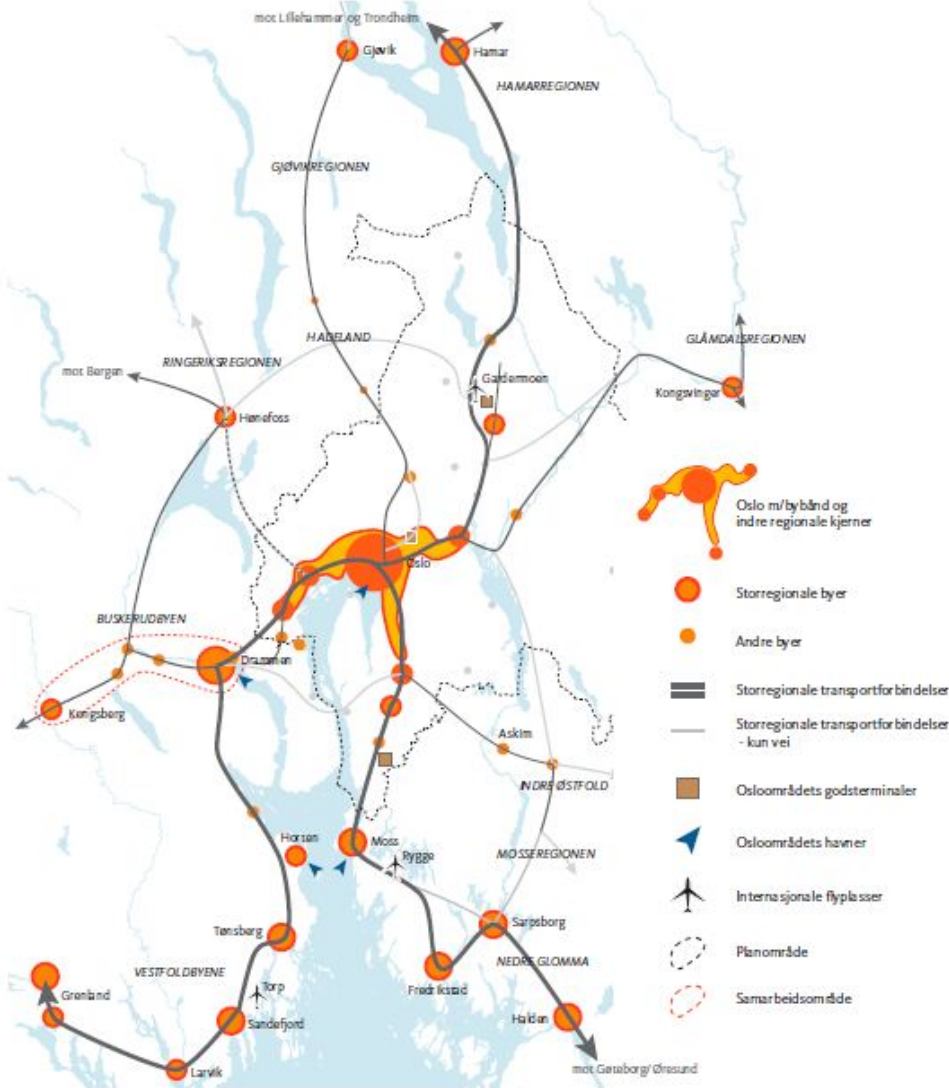 mot Lillehammer og Trondheim
Gjøvik
Hamar
HAMARREGIONEN
GJØVIKREGIONEN
HADELAND
RINGERIKSREGIONEN
GLÅMDALSREGIONEN
mot Bergen
Gardermoen
Kongsvinger
Hønefoss
Oslo m/bybånd og
indre regionale kjerner
Oslo
Storregionale byer
BUSKERUDBYEN
Andre byer
Drammen
Kongsberg
Storregionale transportforbindelser
Storregionale transportforbindelser
- kun vei
Askim
INDRE ØSTFOLD
Osloområdets godsterminaler
Horten
Moss
Rygge
MOSSEREGIONEN
Osloområdets havner
Internasjonale flyplasser
Sarpsborg
Tønsberg
Planområde
NEDRE GLOMMA
VESTFOLDBYENE
Fredrikstad
Grenland
Torp
Samarbeidsområde
Sandefjord
Halden
Larvik
mot Gøteborg/Øresund